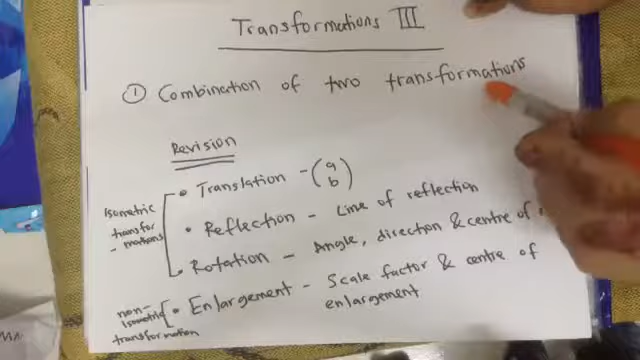 Transformations III
① Combination of two transformations
Revision
Isometric transfor-mations
• Translation - (a b)
• Reflection - Line of reflection
• Rotation - Angle, direction & centre of
non-isometric transformation
• Enlargement - Scale factor & centre of
enlargement